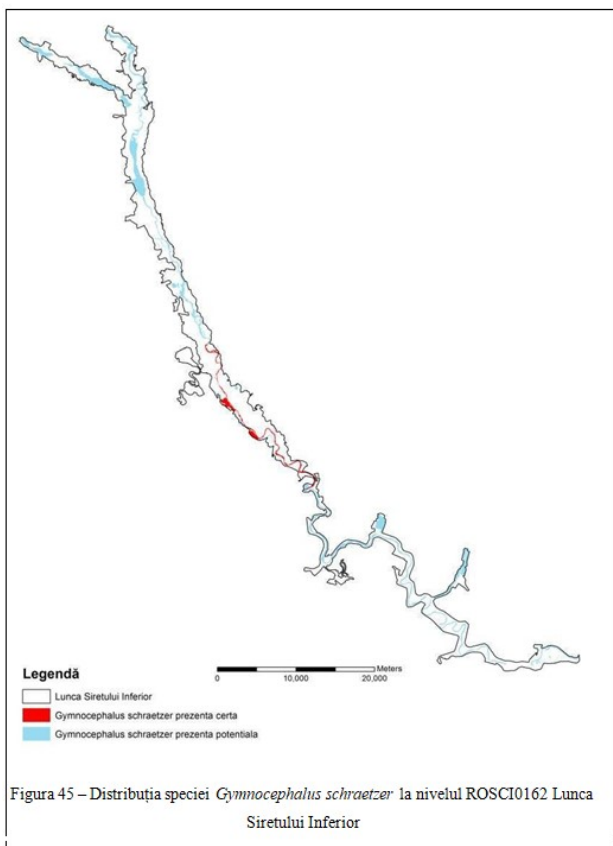 Meters
0 10,000 20,000
Legendă
Lunca Siretului Inferior
Gymnocephalus schraetzer prezenta certa
Gymnocephalus schraetzer prezenta potentiala
Figura 45 – Distribuția speciei Gymnocephalus schraetzer la nivelul ROSCI0162 Lunca
Siretului Inferior